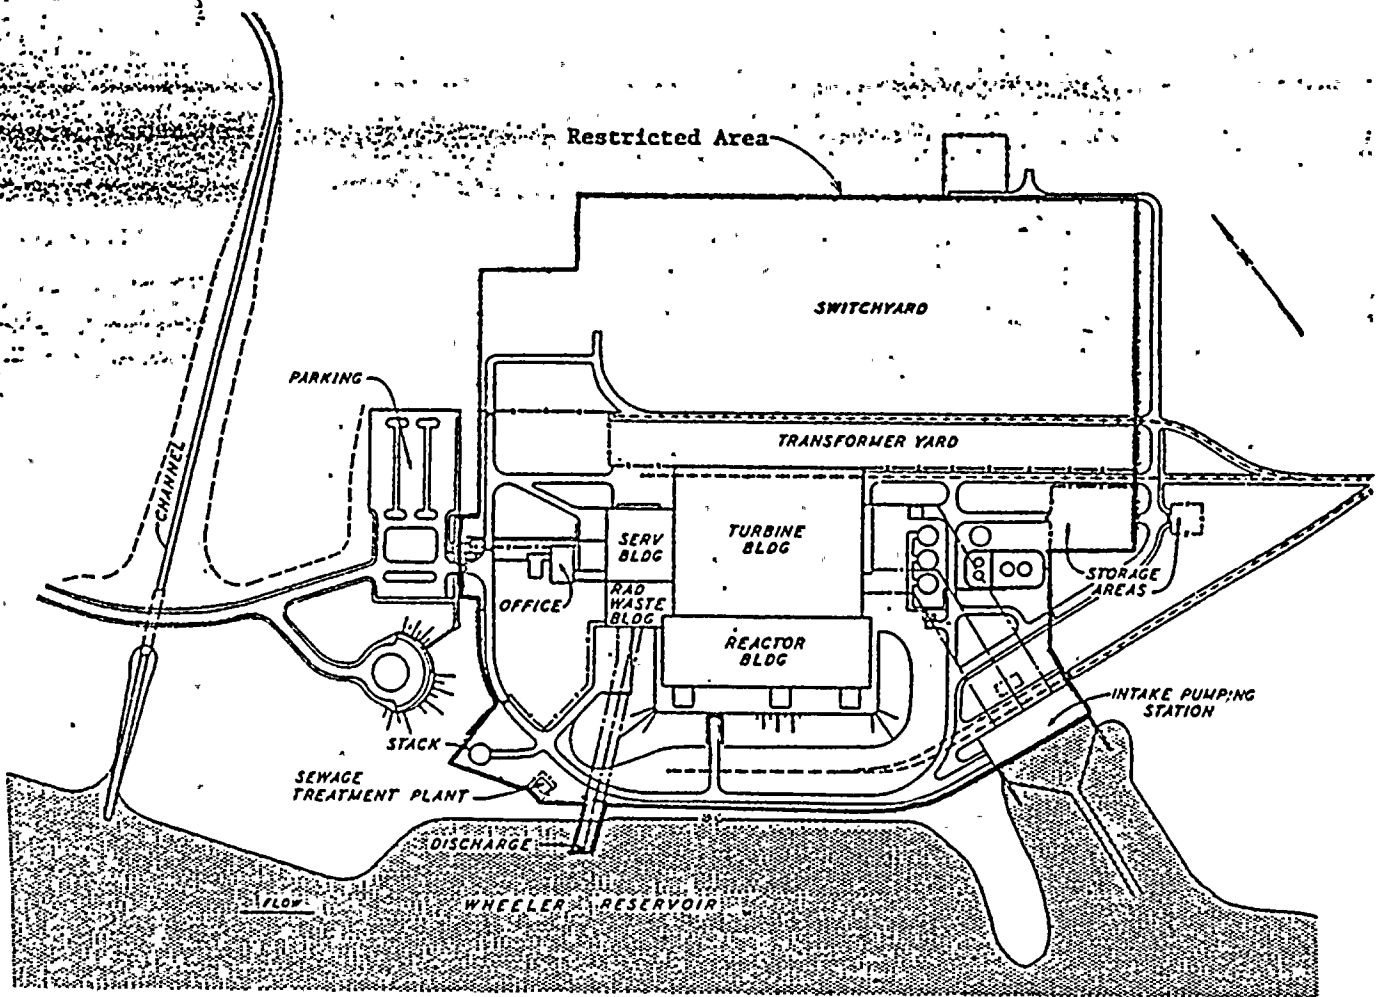 Restricted Area
SWITCHYARD
PARKING
TRANSFORMER YARD
CHANNEL
TURBINE
BLDG
SERV
BLDG
OFFICE
RAD
WASTE
BLDG
STORAGE
AREAS
REACTOR
BLDG
INTAKE PUMPING
STATION
STACK
SEWAGE
TREATMENT PLANT
DISCHARGE
FLOW
WHEELER RESERVOIR